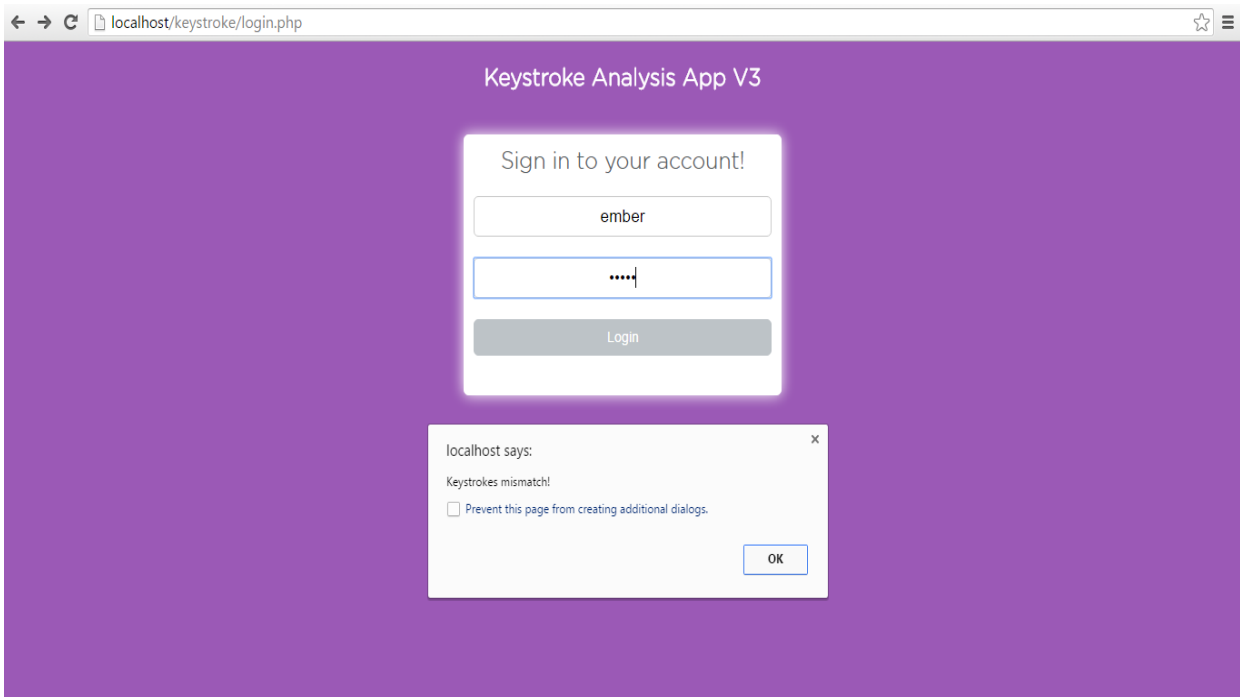 localhost/keystroke/login.php
Keystroke Analysis App V3
Sign in to your account!
ember
•••••
Login
localhost says:
Keystrokes mismatch!
Prevent this page from creating additional dialogs.
OK